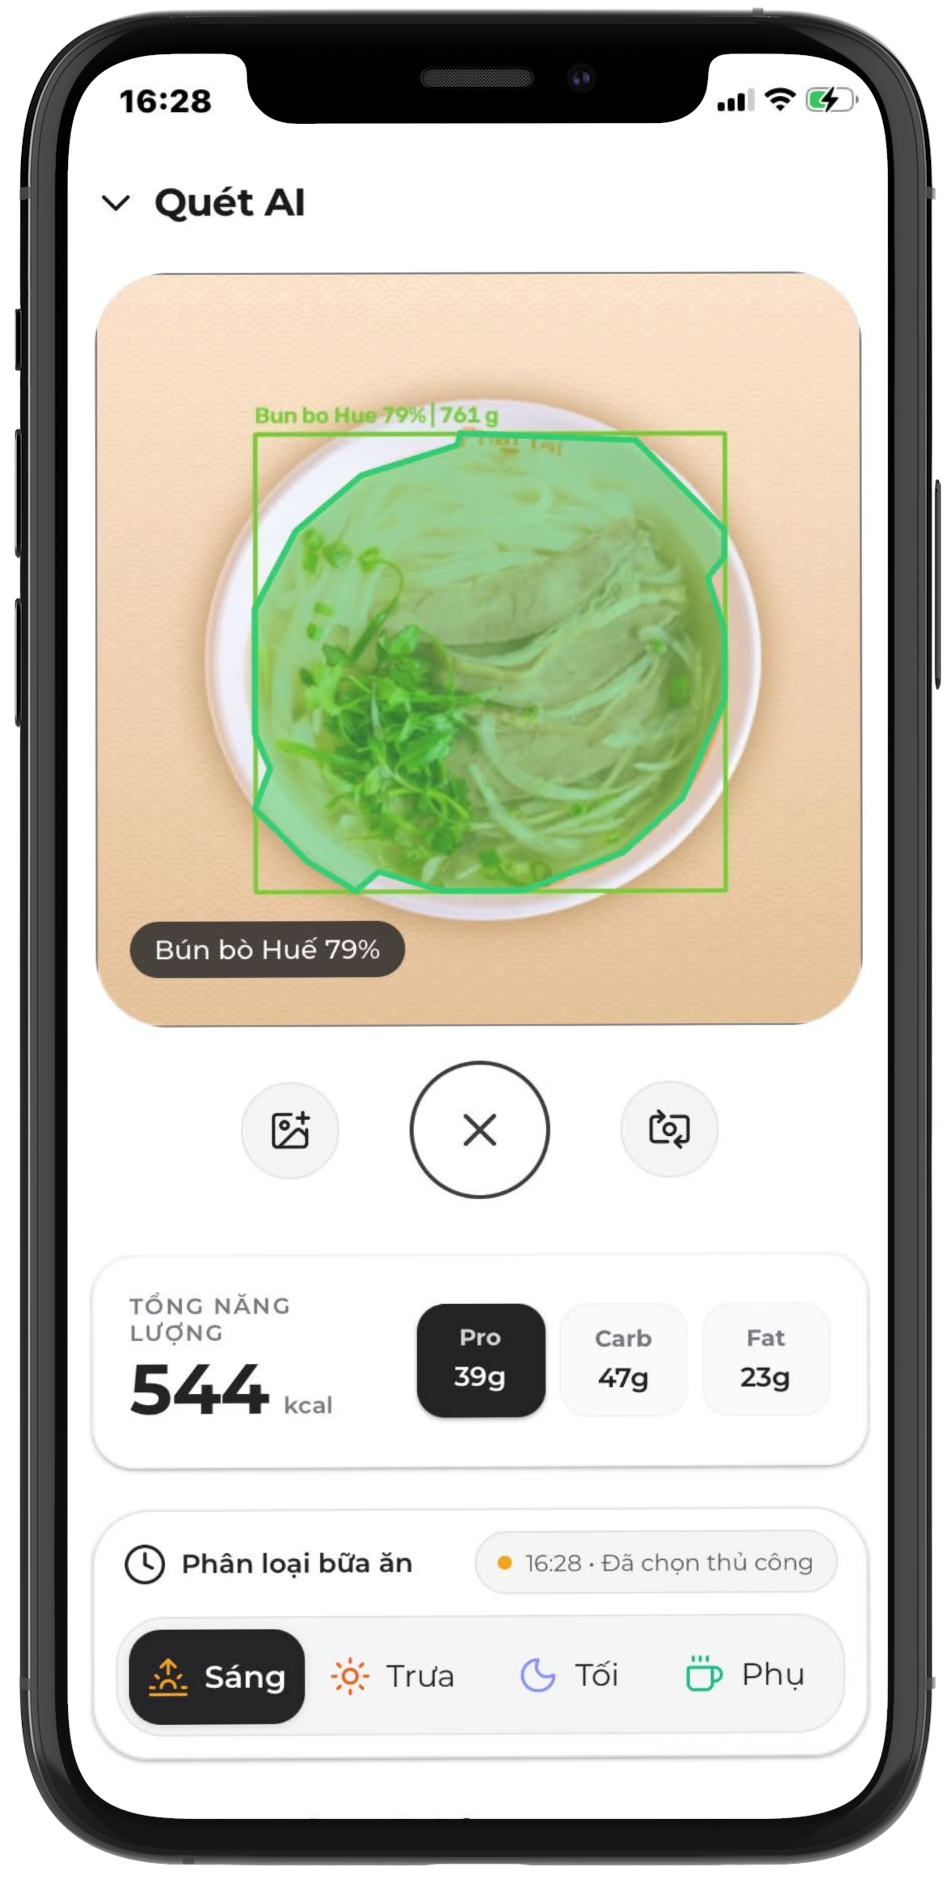 16:28
Quét AI
Bun bo Hue 79% | 761 g
Bún bò Huế 79%
TỔNG NĂNG
LƯỢNG
544 kcal
Pro
39g
Carb
47g
Fat
23g
Phân loại bữa ăn
16:28 • Đã chọn thủ công
Sáng
Trưa
Tối
Phụ